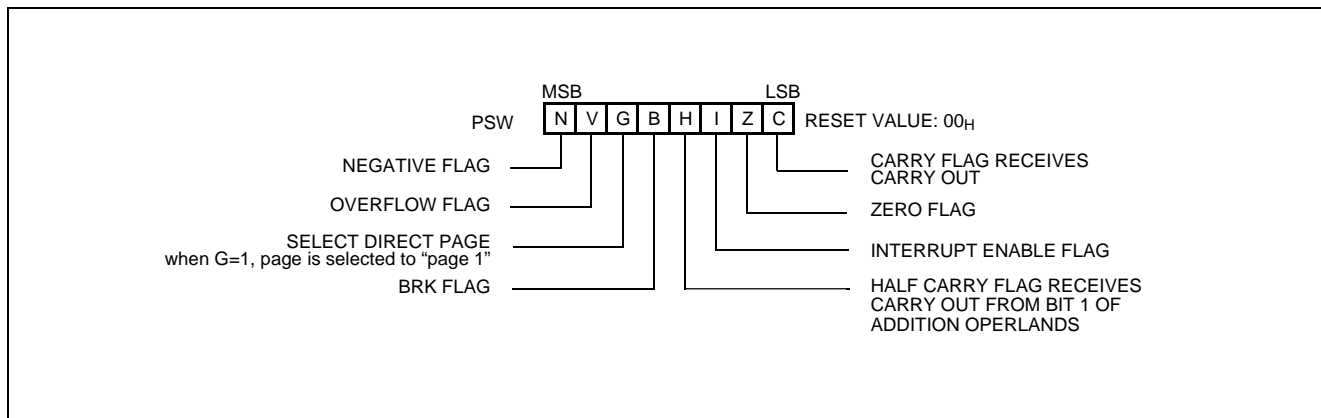 MSB LSB
PSW N V G B H I Z C RESET VALUE: 00H
NEGATIVE FLAG
OVERFLOW FLAG
SELECT DIRECT PAGE
when G=1, page is selected to “page 1”
BRK FLAG
CARRY FLAG RECEIVES
CARRY OUT
ZERO FLAG
INTERRUPT ENABLE FLAG
HALF CARRY FLAG RECEIVES
CARRY OUT FROM BIT 1 OF
ADDITION OPERLANDS